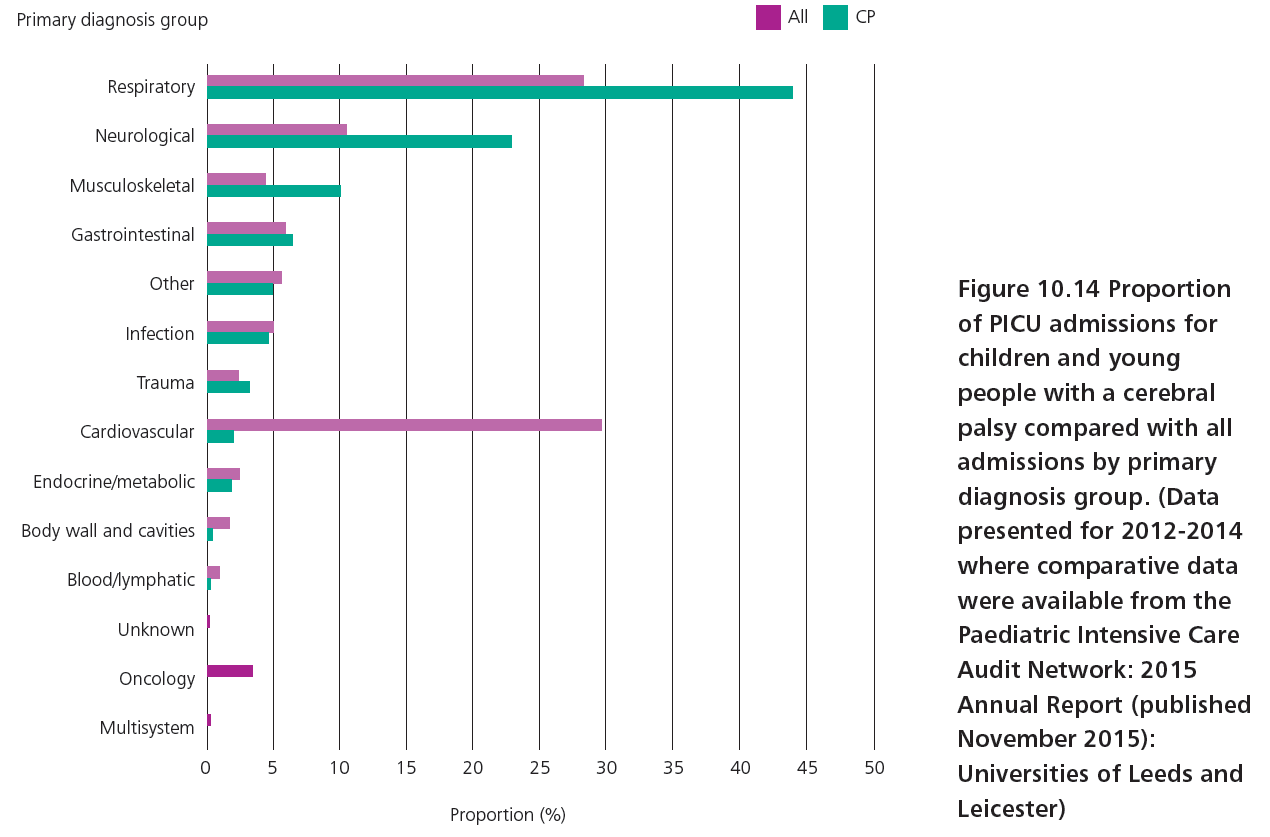 Primary diagnosis group
All
CP
Respiratory
Neurological
Musculoskeletal
Gastrointestinal
Other
Infection
Trauma
Cardiovascular
Endocrine/metabolic
Body wall and cavities
Blood/lymphatic
Unknown
Oncology
Multisystem
0 5 10 15 20 25 30 35 40 45 50
Proportion (%)
Figure 10.14 Proportion
of PICU admissions for
children and young
people with a cerebral
palsy compared with all
admissions by primary
diagnosis group. (Data
presented for 2012-2014
where comparative data
were available from the
Paediatric Intensive Care
Audit Network: 2015
Annual Report (published
November 2015):
Universities of Leeds and
Leicester)